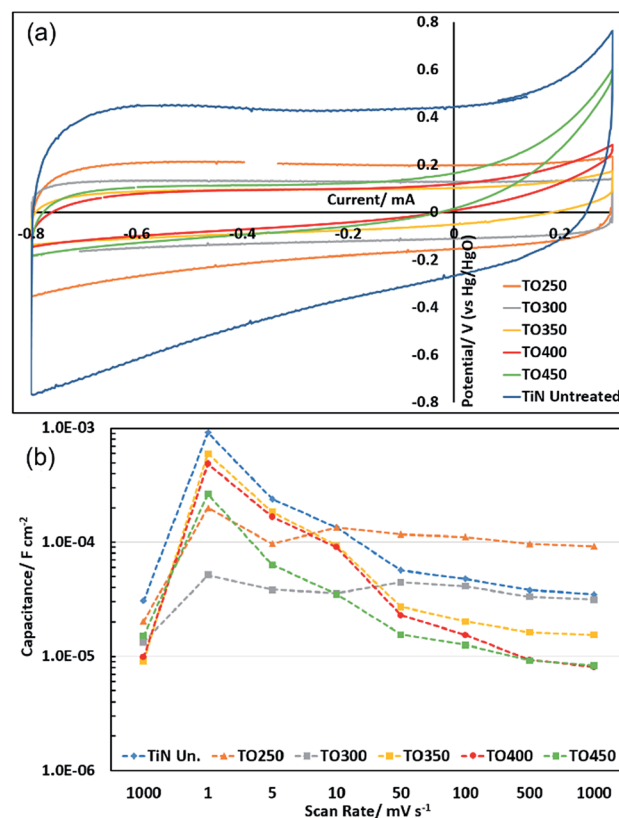 (a)
0.8
0.6
0.4
0.2
0
-0.2
-0.4
-0.6
-0.8
-0.8
-0.6
-0.4
-0.2
0
0.2
Current/ mA
Potential/ V (vs Hg/HgO)
TO250
TO300
TO350
TO400
TO450
TiN Untreated
(b)
1.0E-03
1.0E-04
1.0E-05
1.0E-06
Capacitance/ F cm-2
TiN Un.
TO250
TO300
TO350
TO400
TO450
1000 1 5 10 50 100 500 1000
Scan Rate/ mV s-1